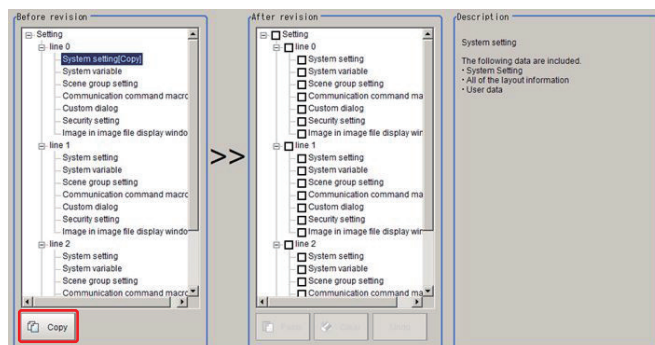 Before revision
Setting
line 0
System setting[Copy]
System variable
Scene group setting
Communication command macro
Custom dialog
Security setting
Image in image file display windo
line 1
System setting
System variable
Scene group setting
Communication command macro
Custom dialog
Security setting
Image in image file display windo
line 2
System setting
System variable
Scene group setting
Communication command macro
Copy
>>
After revision
Setting
line 0
System setting
System variable
Scene group setting
Communication command ma
Custom dialog
Security setting
Image in image file display win
line 1
System setting
System variable
Scene group setting
Communication command ma
Custom dialog
Security setting
Image in image file display win
line 2
System setting
System variable
Scene group setting
Communication command ma
Description
System setting
The following data are included.
・System Setting
・All of the layout information
・User data